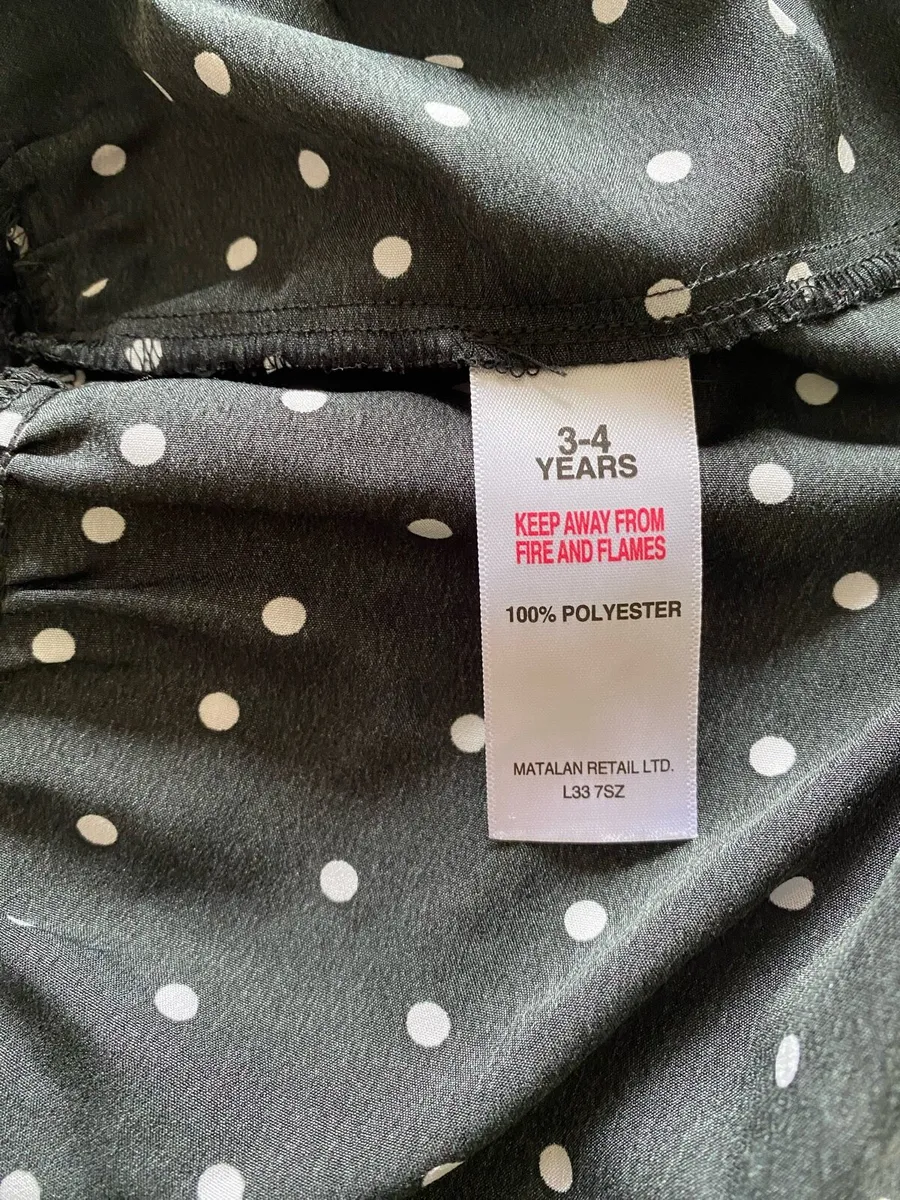 3-4
YEARS
KEEP AWAY FROM
FIRE AND FLAMES
100% POLYESTER
MATALAN RETAIL LTD.
L33 7SZ